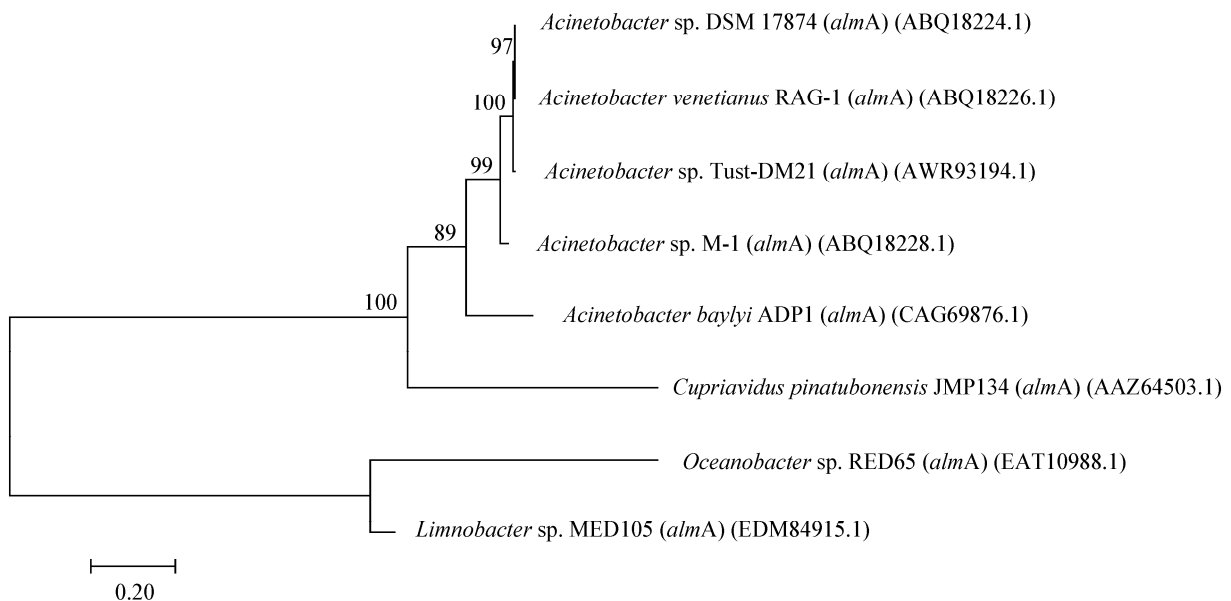 Acinetobacter sp. DSM 17874 (almA) (ABQ18224.1)
97
Acinetobacter venetianus RAG-1 (almA) (ABQ18226.1)
100
99
Acinetobacter sp. Tust-DM21 (almA) (AWR93194.1)
89
Acinetobacter sp. M-1 (almA) (ABQ18228.1)
100
Acinetobacter baylyi ADP1 (almA) (CAG69876.1)
Cupriavidus pinatubonensis JMP134 (almA) (AAZ64503.1)
Oceanobacter sp. RED65 (almA) (EAT10988.1)
Limnobacter sp. MED105 (almA) (EDM84915.1)
0.20